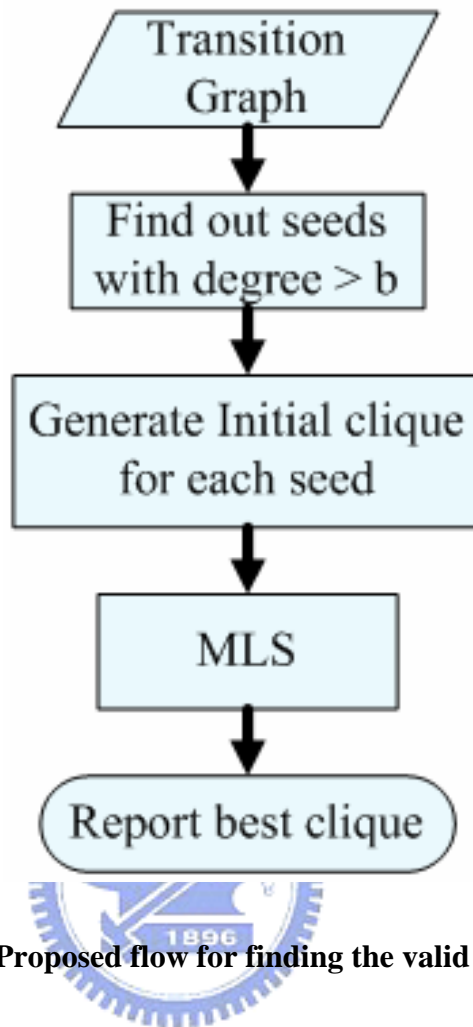 Transition
Graph
Find out seeds
with degree > b
Generate Initial clique
for each seed
MLS
Report best clique
1896
Proposed flow for finding the valid